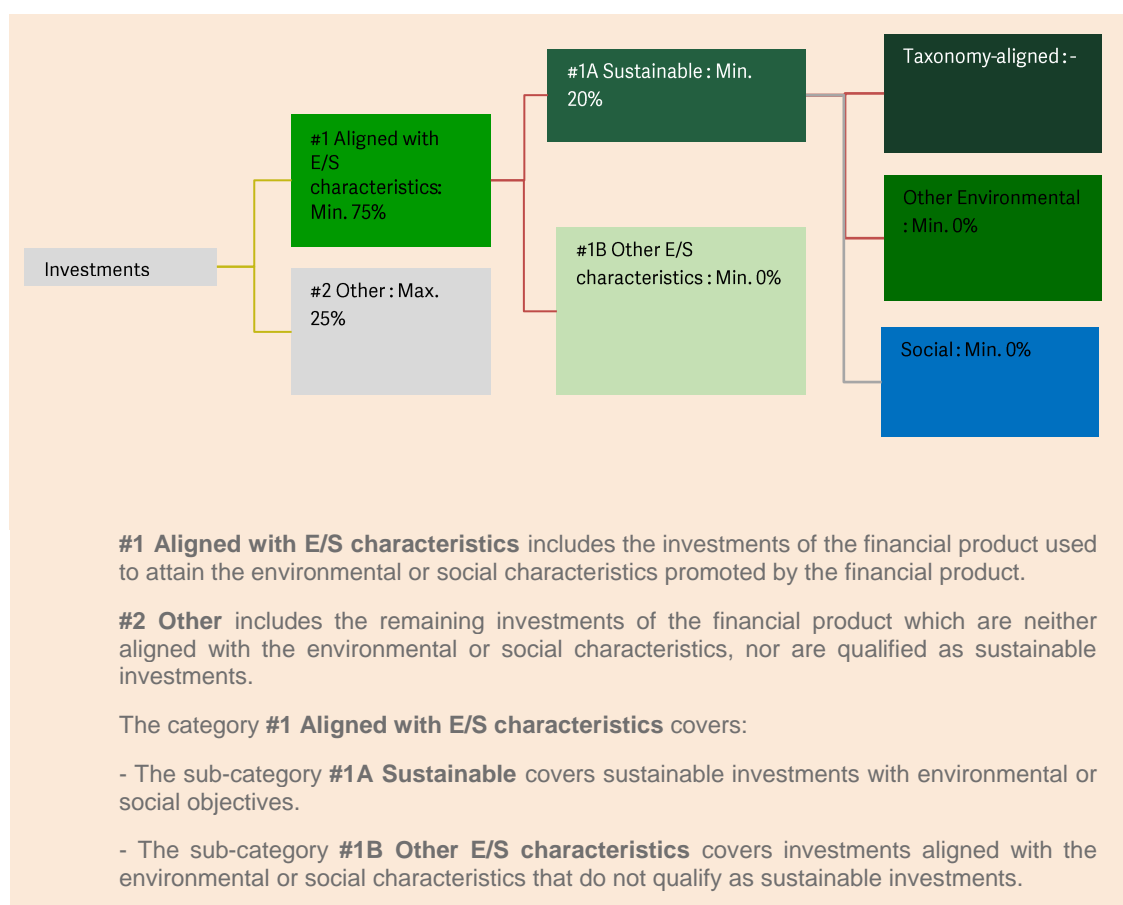 Investments
#1 Aligned with
E/S
characteristics:
Min. 75%
#2 Other : Max.
25%
#1A Sustainable : Min.
20%
#1B Other E/S
characteristics : Min. 0%
Taxonomy-aligned : -
Other Environmental
: Min. 0%
Social : Min. 0%
#1 Aligned with E/S characteristics includes the investments of the financial product used
to attain the environmental or social characteristics promoted by the financial product.
#2 Other includes the remaining investments of the financial product which are neither
aligned with the environmental or social characteristics, nor are qualified as sustainable
investments.
The category #1 Aligned with E/S characteristics covers:
- The sub-category #1A Sustainable covers sustainable investments with environmental or
social objectives.
- The sub-category #1B Other E/S characteristics covers investments aligned with the
environmental or social characteristics that do not qualify as sustainable investments.